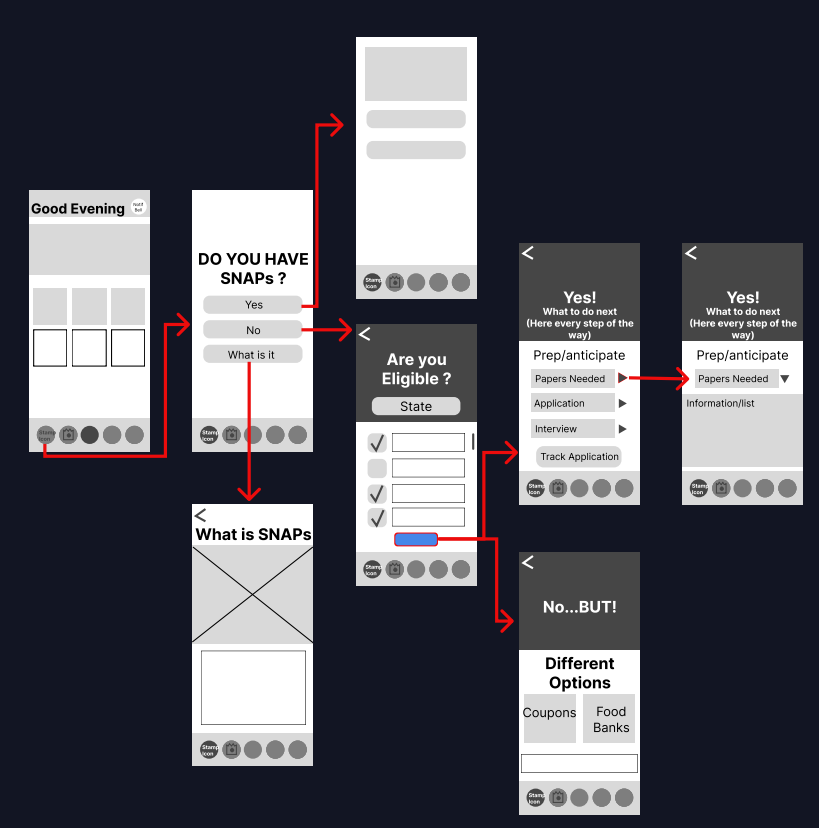 Good Evening
Notif
Bell
Stamp
Icon
DO YOU HAVE
SNAPs ?
Yes
No
What is it
Stamp
Icon
Stamp
Icon
What is SNAPs
Stamp
Icon
Are you
Eligible ?
State
Stamp
Icon
Yes!
What to do next
(Here every step of the
way)
Prep/anticipate
Papers Needed
Application
Interview
Track Application
Stamp
Icon
Yes!
What to do next
(Here every step of the
way)
Prep/anticipate
Papers Needed
Information/list
Stamp
Icon
No...BUT!
Different
Options
Coupons
Food
Banks
Stamp
Icon